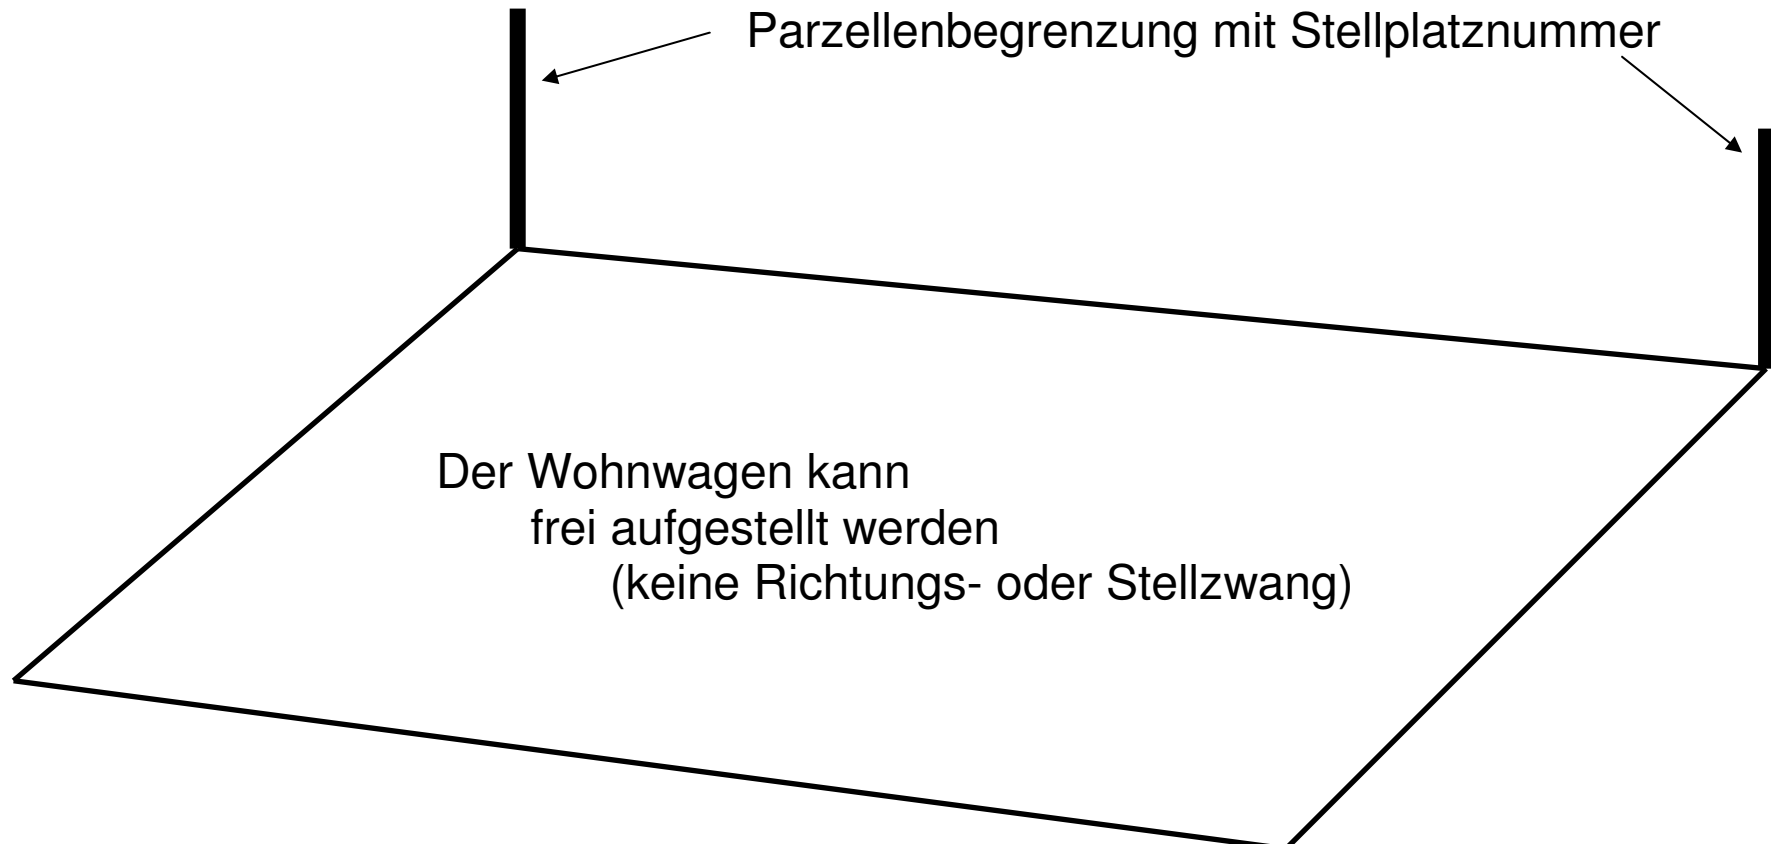 Parzellenbegrenzung mit Stellplatznummer
Der Wohnwagen kann
frei aufgestellt werden
(keine Richtungs- oder Stellzwang)